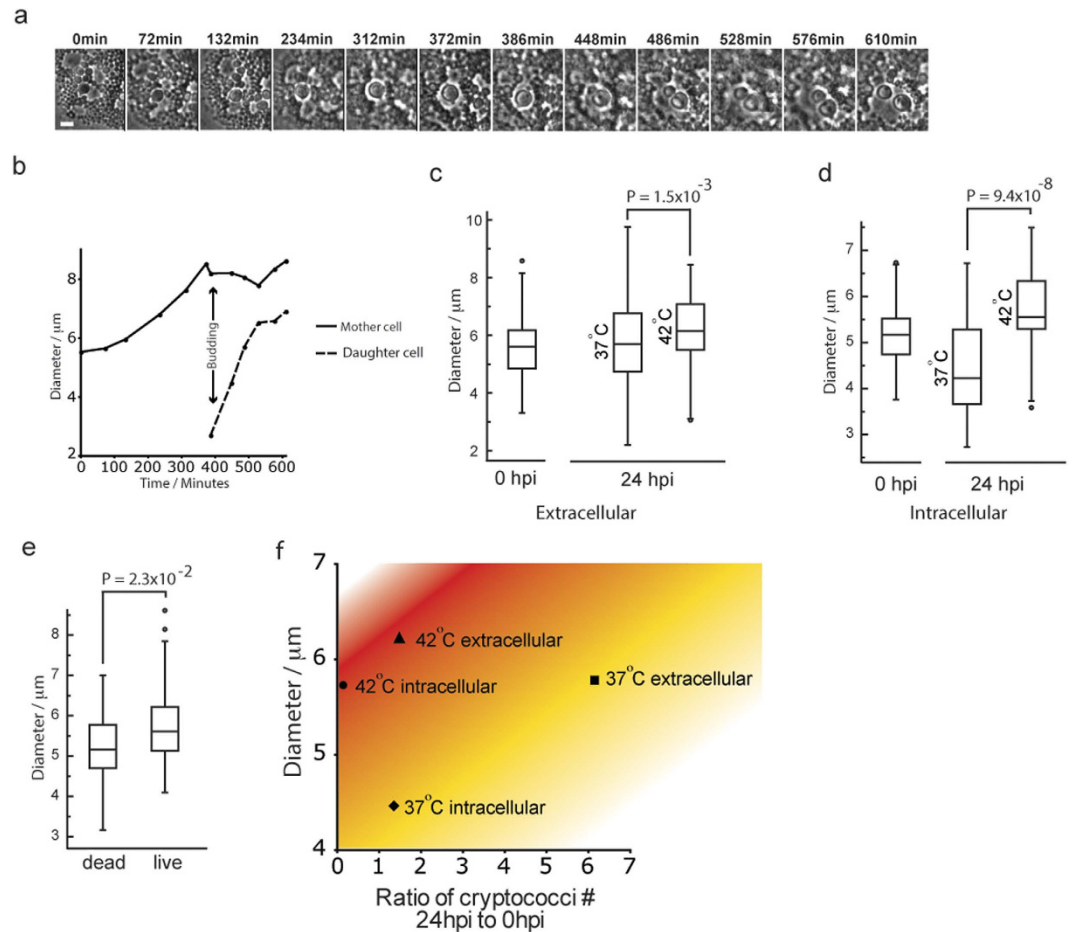 a
0min 72min 132min 234min 312min 372min 386min 448min 486min 528min 576min 610min
b
8
6
4
2
Diameter / μm
0 100 200 300 400 500 600
Time / Minutes
Budding
Mother cell
Daughter cell
c
P = 1.5x10⁻³
10
8
6
4
2
Diameter / μm
37°C
42°C
0 hpi 24 hpi
Extracellular
d
P = 9.4x10⁻⁸
7
6
5
4
3
Diameter / μm
37°C
42°C
0 hpi 24 hpi
Intracellular
e
P = 2.3x10⁻²
8
7
6
5
4
3
Diameter / μm
dead live
f
7
6
5
4
Diameter / μm
42°C extracellular
42°C intracellular
37°C extracellular
37°C intracellular
0 1 2 3 4 5 6 7
Ratio of cryptococci #
24hpi to 0hpi